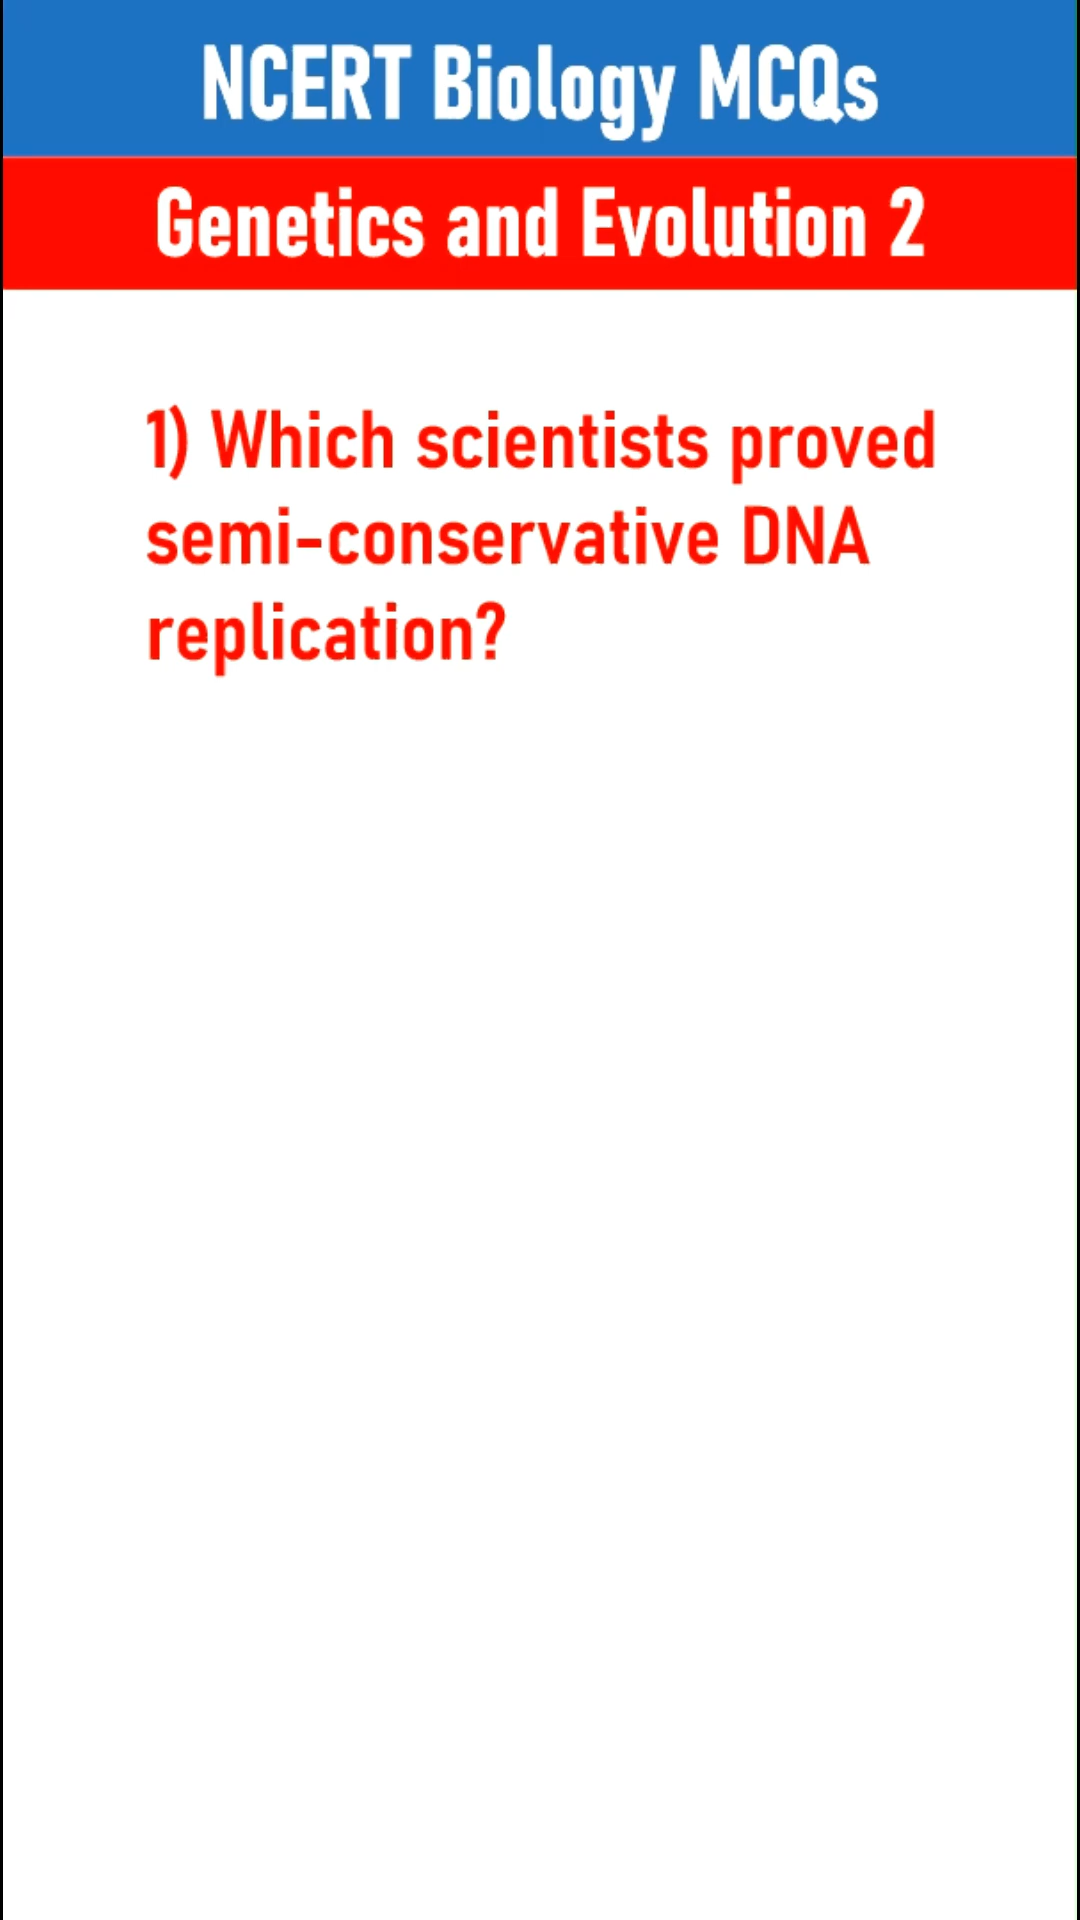 NCERT Biology MCQs
Genetics and Evolution 2
1) Which scientists proved
semi-conservative DNA
replication?